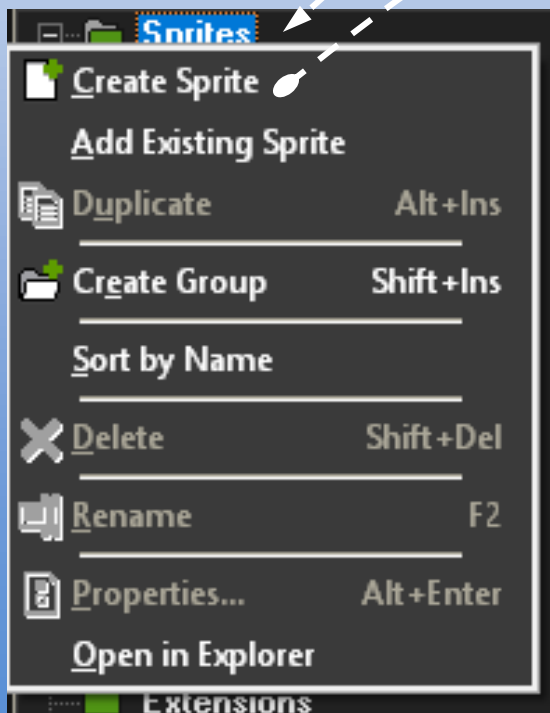 Sprites
Create Sprite
Add Existing Sprite
Duplicate Alt+Ins
Create Group Shift+Ins
Sort by Name
Delete Shift+Del
Rename F2
Properties... Alt+Enter
Open in Explorer
Extensions